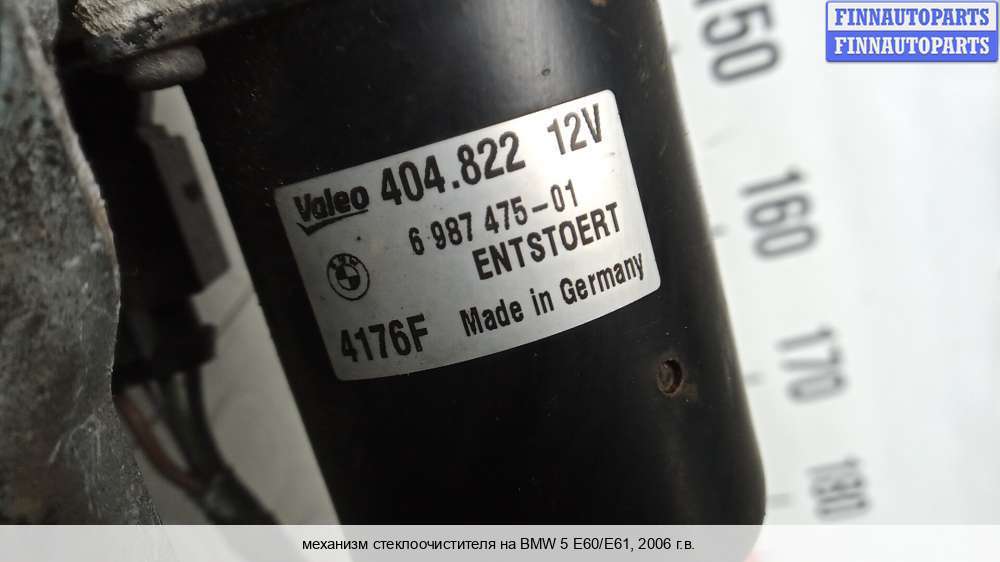 FINNAUTOPARTS
FINNAUTOPARTS
150
160
170
180
Valeo 404.822 12V
6 987 475-01
ENTSTOERT
4176F Made in Germany
механизм стеклоочистителя на BMW 5 E60/E61, 2006 г.в.